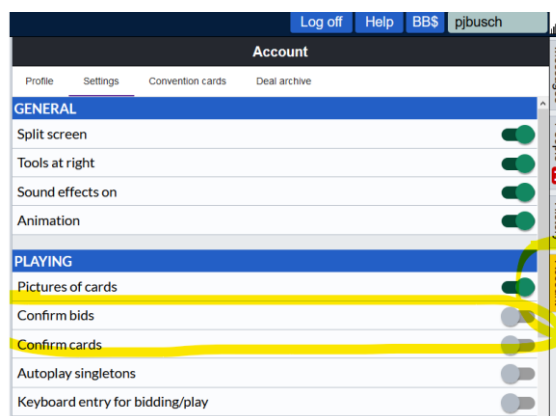 Log off Help BB$ pjbusch
Account
Profile Settings Convention cards Deal archive
GENERAL
Split screen
Tools at right
Sound effects on
Animation
PLAYING
Pictures of cards
Confirm bids
Confirm cards
Autoplay singletons
Keyboard entry for bidding/play